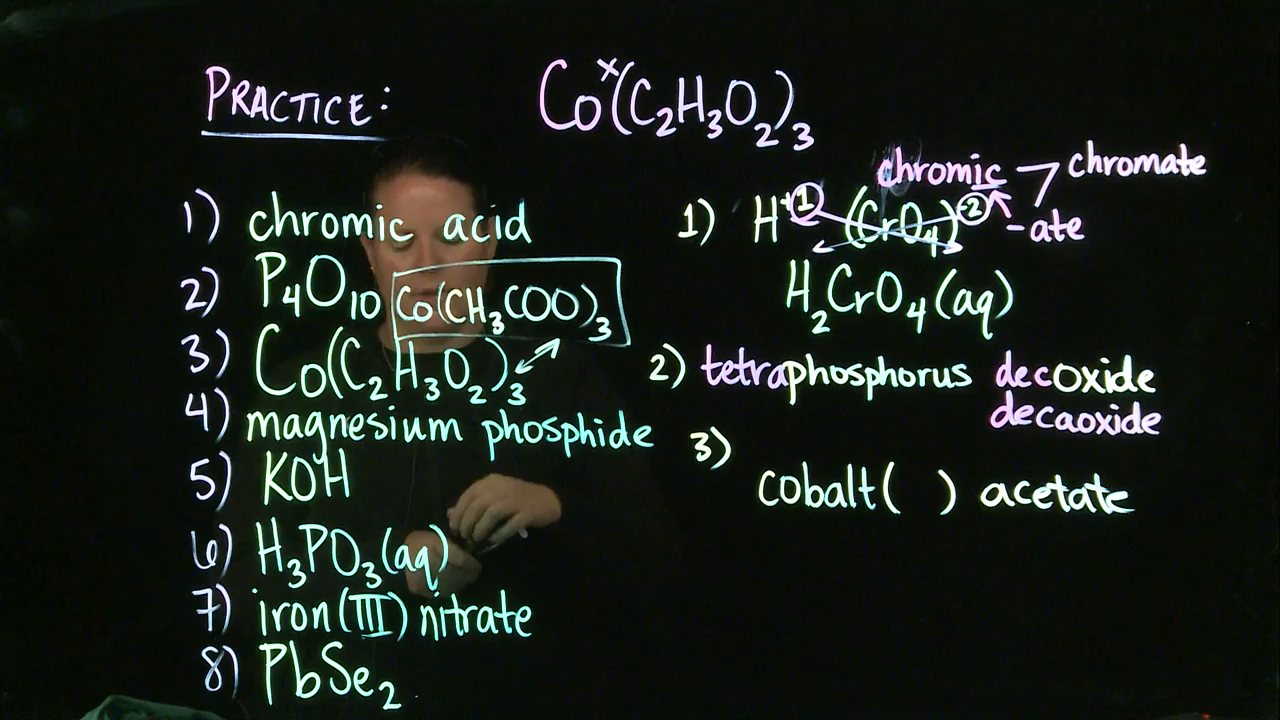 PRACTICE:
Coˣ(C₂H₃O₂)₃
1) chromic acid
2) P₄O₁₀
Co(CH₃COO)₃
3) Co(C₂H₃O₂)₃
4) magnesium phosphide
5) KOH
6) H₃PO₃(aq)
7) iron(III) nitrate
8) PbSe₂
chromic chromate
-ate
1) H⁺¹ (CrO₄)⁻²
H₂CrO₄(aq)
2) tetraphosphorus decoxide
decaoxide
3)
cobalt( ) acetate